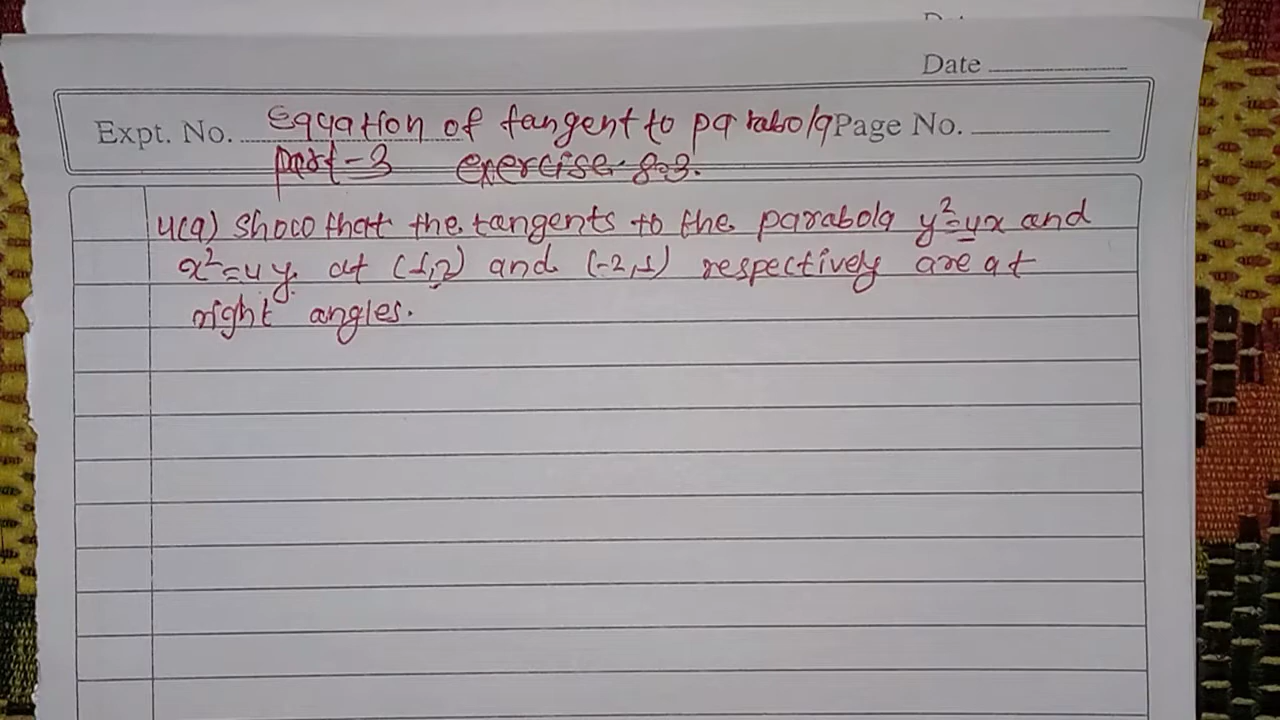 Date
Expt. No. Equation of tangent to parabola Page No.
part-3 exercise-8.3.
4(a) show that the tangents to the parabola y²=4x and
x²=4y at (1,2) and (-2,1) respectively are at
right angles.